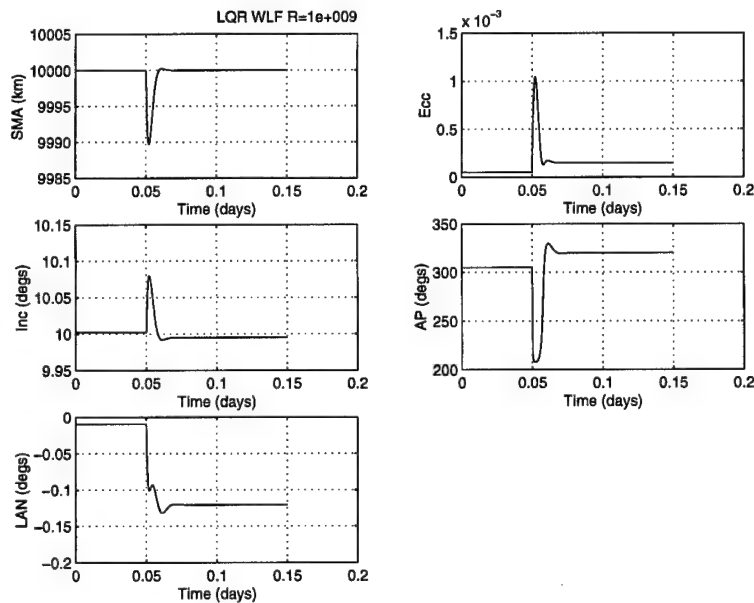 LQR WLF R=1e+009
10005
10000
9995
9990
9985
SMA (km)
0 0.05 0.1 0.15 0.2
Time (days)
x 10⁻³
1.5
1
0.5
0
Ecc
0 0.05 0.1 0.15 0.2
Time (days)
10.15
10.1
10.05
10
9.95
Inc (degs)
0 0.05 0.1 0.15 0.2
Time (days)
350
300
250
200
AP (degs)
0 0.05 0.1 0.15 0.2
Time (days)
0
−0.05
−0.1
−0.15
−0.2
LAN (degs)
0 0.05 0.1 0.15 0.2
Time (days)